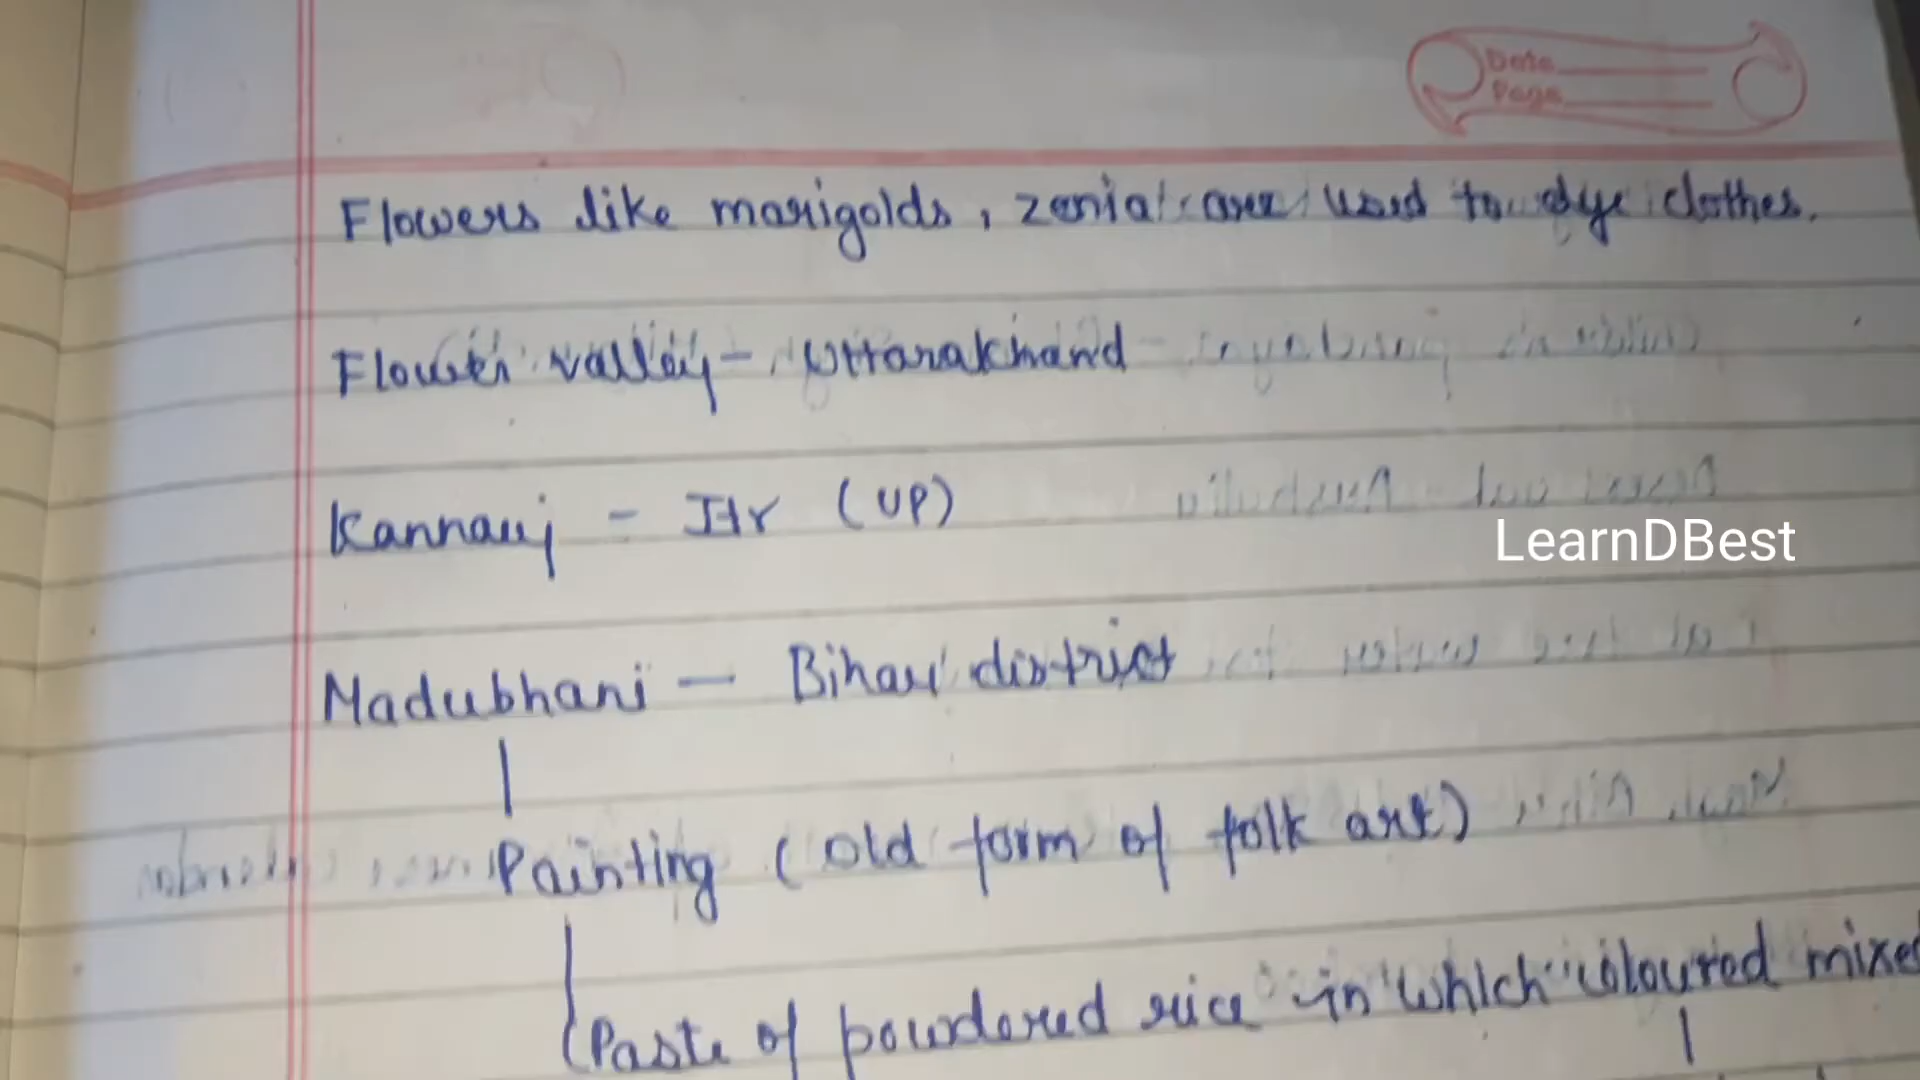 Date
Page
Flowers like marigolds, zenia are used to dye clothes.
Flower valley - Uttarakhand
Kannauj - Itr (UP)
LearnDBest
Madubhani - Bihar district
Painting (Old form of folk art)
(Paste of powdered rice in which coloured mixed